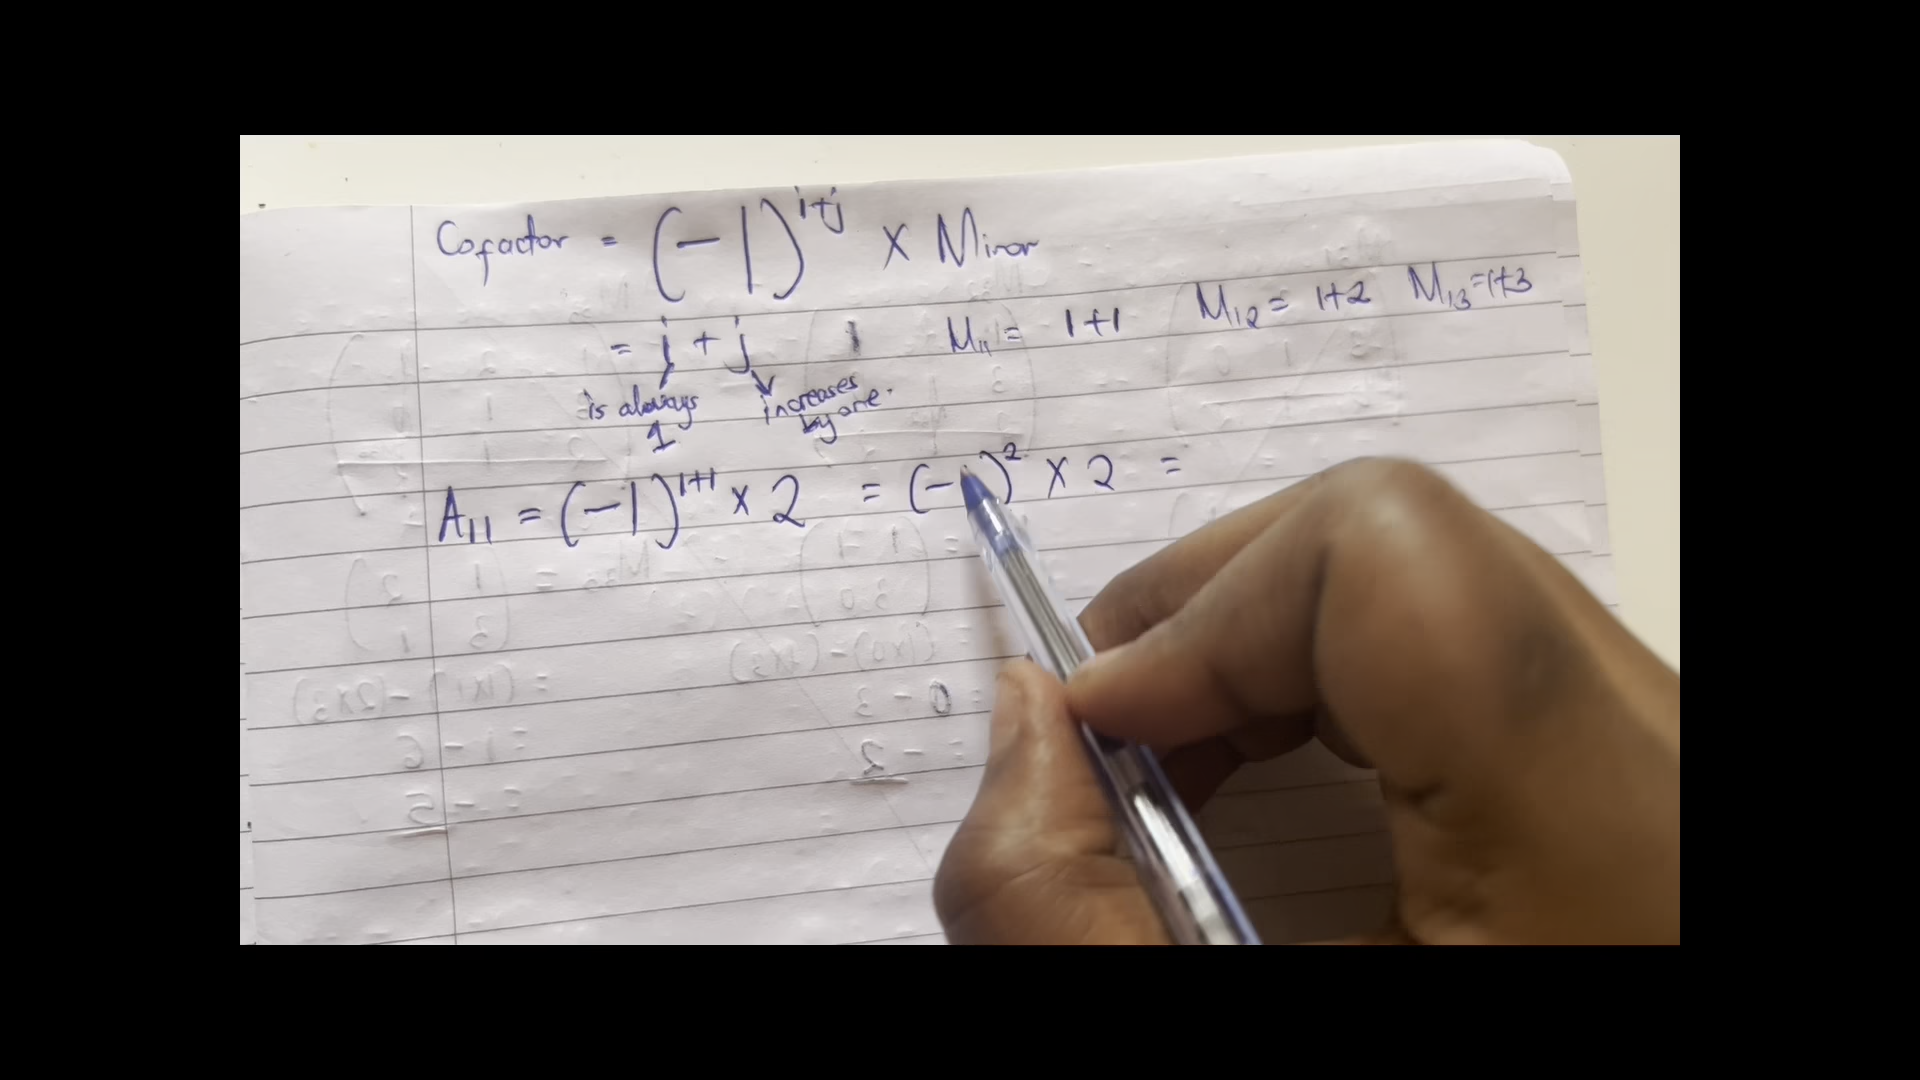 Cofactor = (-1)^i+j × Minor
= i + j 1 M₁₁ = 1+1 M₁₂ = 1+2 M₁₃ = 1+3
is always increases
1 by one.
A₁₁ = (-1)^1+1 × 2 = (-1)² × 2 =